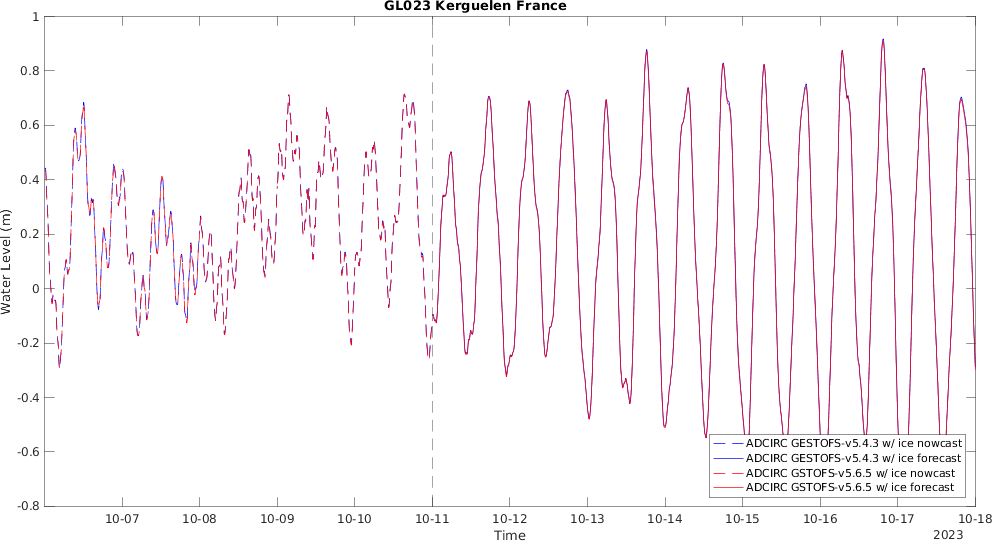 GL023 Kerguelen France
1
0.8
0.6
0.4
0.2
0
-0.2
-0.4
-0.6
-0.8
Water Level (m)
ADCIRC GESTOFS-v5.4.3 w/ ice nowcast
ADCIRC GESTOFS-v5.4.3 w/ ice forecast
ADCIRC GSTOFS-v5.6.5 w/ ice nowcast
ADCIRC GSTOFS-v5.6.5 w/ ice forecast
10-07 10-08 10-09 10-10 10-11 10-12 10-13 10-14 10-15 10-16 10-17 10-18
Time
2023